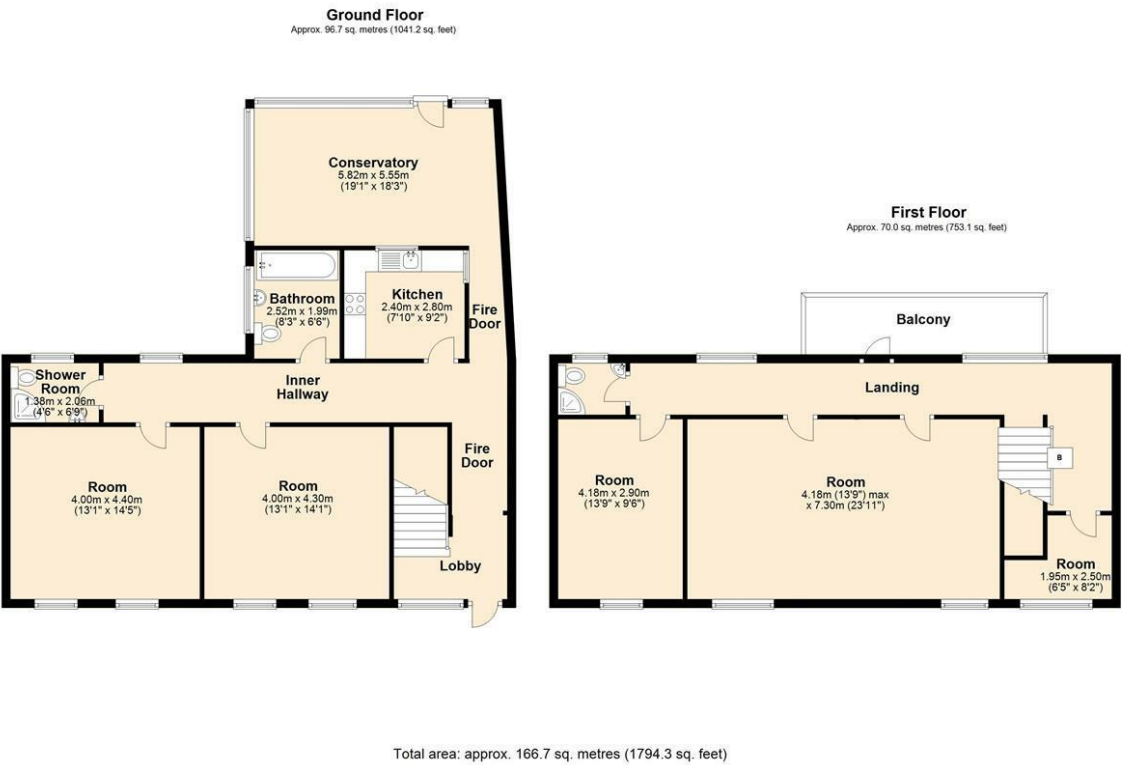 Ground Floor
Approx. 96.7 sq. metres (1041.2 sq. feet)
Conservatory
5.82m x 5.55m
(19'1" x 18'3")
Bathroom
2.52m x 1.99m
(8'3" x 6'6")
Kitchen
2.40m x 2.80m
(7'10" x 9'2")
Fire
Door
Shower
Room
1.38m x 2.06m
(4'6" x 6'9")
Inner
Hallway
Room
4.00m x 4.40m
(13'1" x 14'5")
Room
4.00m x 4.30m
(13'1" x 14'1")
Fire
Door
Lobby
First Floor
Approx. 70.0 sq. metres (753.1 sq. feet)
Balcony
Landing
Room
4.18m x 2.90m
(13'9" x 9'6")
Room
4.18m (13'9") max
x 7.30m (23'11")
B
Room
1.95m x 2.50m
(6'5" x 8'2")
Total area: approx. 166.7 sq. metres (1794.3 sq. feet)